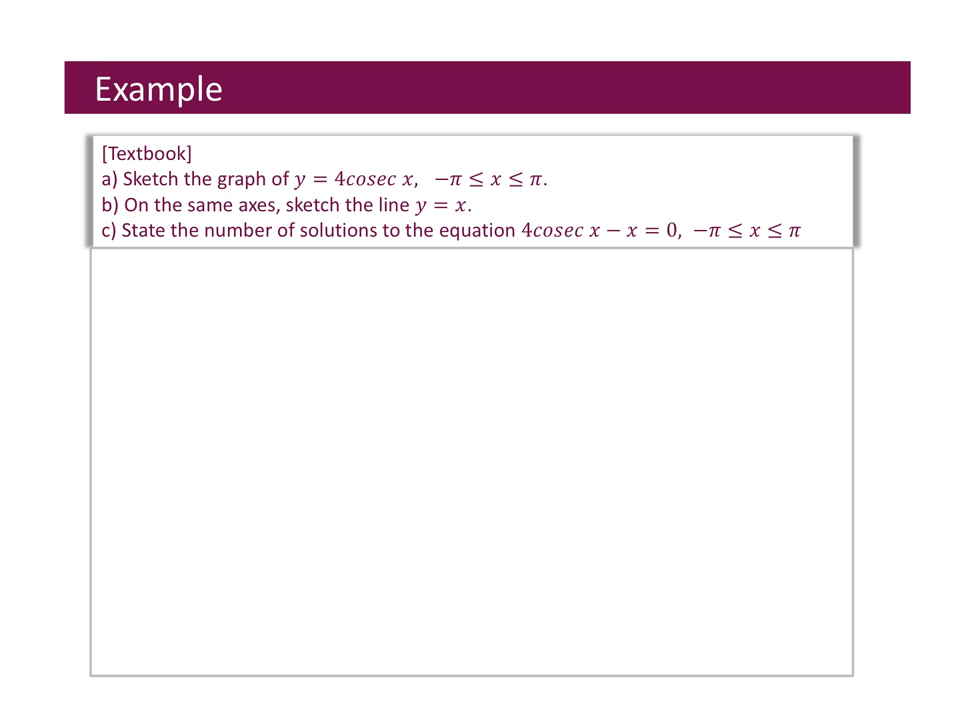 Example
[Textbook]
a) Sketch the graph of 𝑦 = 4𝑐𝑜𝑠𝑒𝑐 𝑥, −𝜋 ≤ 𝑥 ≤ 𝜋.
b) On the same axes, sketch the line 𝑦 = 𝑥.
c) State the number of solutions to the equation 4𝑐𝑜𝑠𝑒𝑐 𝑥 − 𝑥 = 0, −𝜋 ≤ 𝑥 ≤ 𝜋